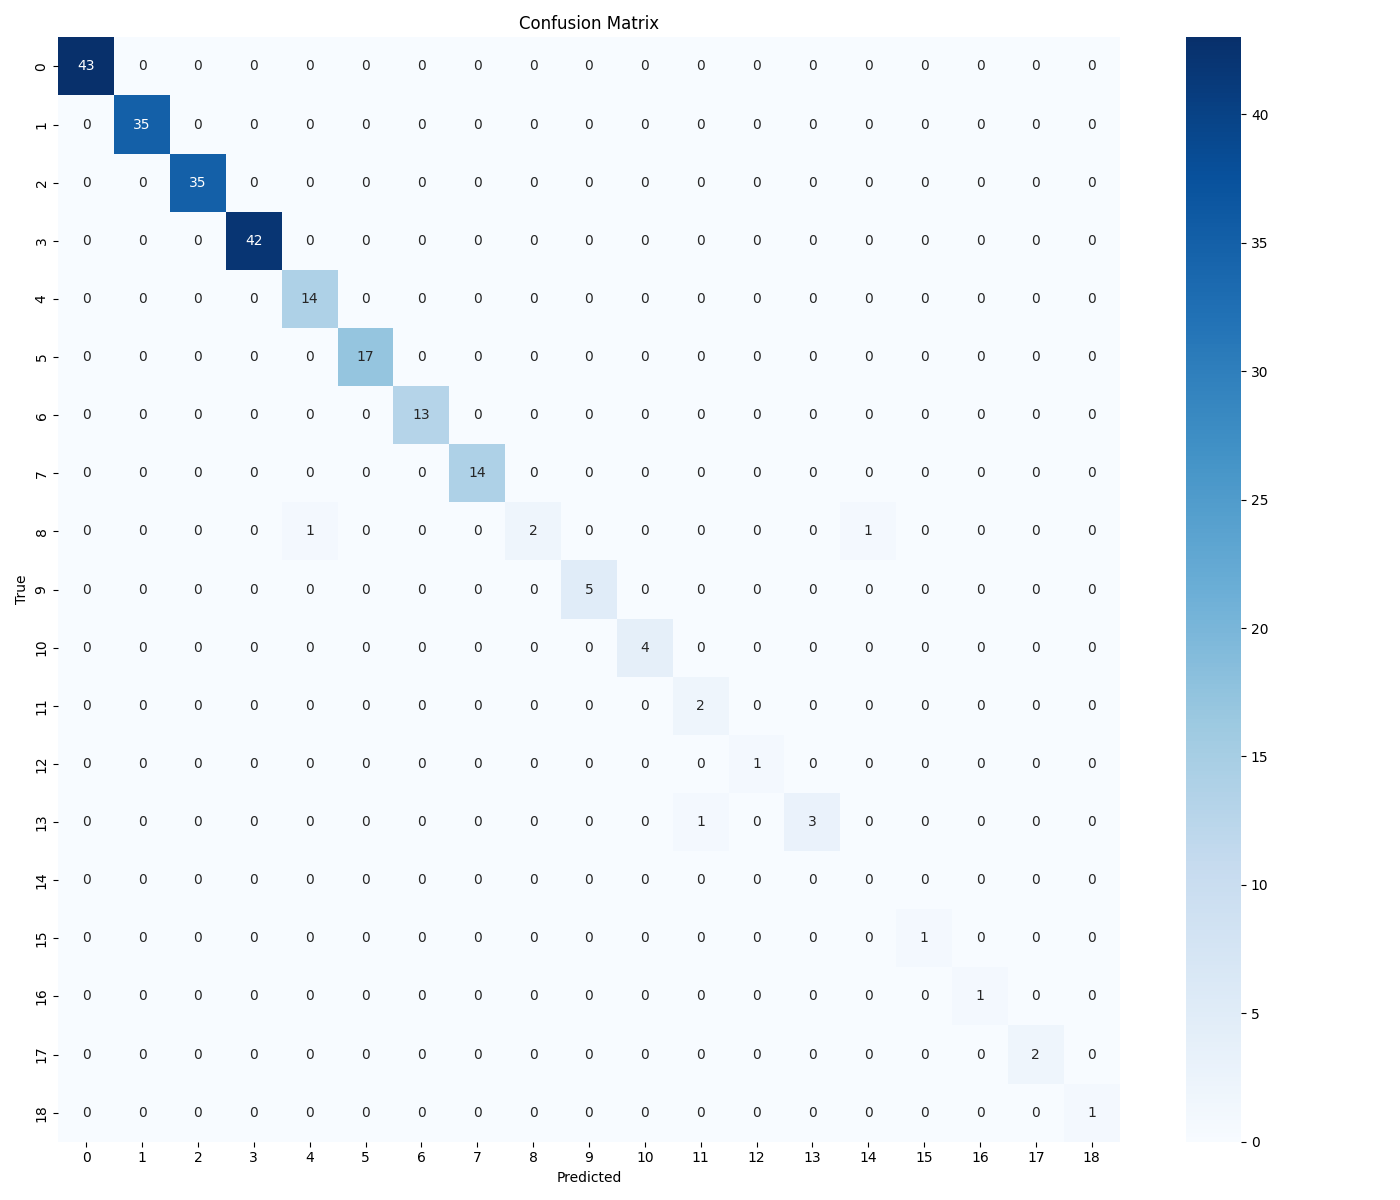 Confusion Matrix
0 43 0 0 0 0 0 0 0 0 0 0 0 0 0 0 0 0 0 0
1 0 35 0 0 0 0 0 0 0 0 0 0 0 0 0 0 0 0 0
2 0 0 35 0 0 0 0 0 0 0 0 0 0 0 0 0 0 0 0
3 0 0 0 42 0 0 0 0 0 0 0 0 0 0 0 0 0 0 0
4 0 0 0 0 14 0 0 0 0 0 0 0 0 0 0 0 0 0 0
5 0 0 0 0 0 17 0 0 0 0 0 0 0 0 0 0 0 0 0
6 0 0 0 0 0 0 13 0 0 0 0 0 0 0 0 0 0 0 0
7 0 0 0 0 0 0 0 14 0 0 0 0 0 0 0 0 0 0 0
8 0 0 0 0 1 0 0 0 2 0 0 0 0 0 1 0 0 0 0
9 0 0 0 0 0 0 0 0 0 5 0 0 0 0 0 0 0 0 0
10 0 0 0 0 0 0 0 0 0 0 4 0 0 0 0 0 0 0 0
11 0 0 0 0 0 0 0 0 0 0 0 2 0 0 0 0 0 0 0
12 0 0 0 0 0 0 0 0 0 0 0 0 1 0 0 0 0 0 0
13 0 0 0 0 0 0 0 0 0 0 0 1 0 3 0 0 0 0 0
14 0 0 0 0 0 0 0 0 0 0 0 0 0 0 0 0 0 0 0
15 0 0 0 0 0 0 0 0 0 0 0 0 0 0 0 1 0 0 0
16 0 0 0 0 0 0 0 0 0 0 0 0 0 0 0 0 1 0 0
17 0 0 0 0 0 0 0 0 0 0 0 0 0 0 0 0 0 2 0
18 0 0 0 0 0 0 0 0 0 0 0 0 0 0 0 0 0 0 1
0 1 2 3 4 5 6 7 8 9 10 11 12 13 14 15 16 17 18
Predicted
True
40
35
30
25
20
15
10
5
0